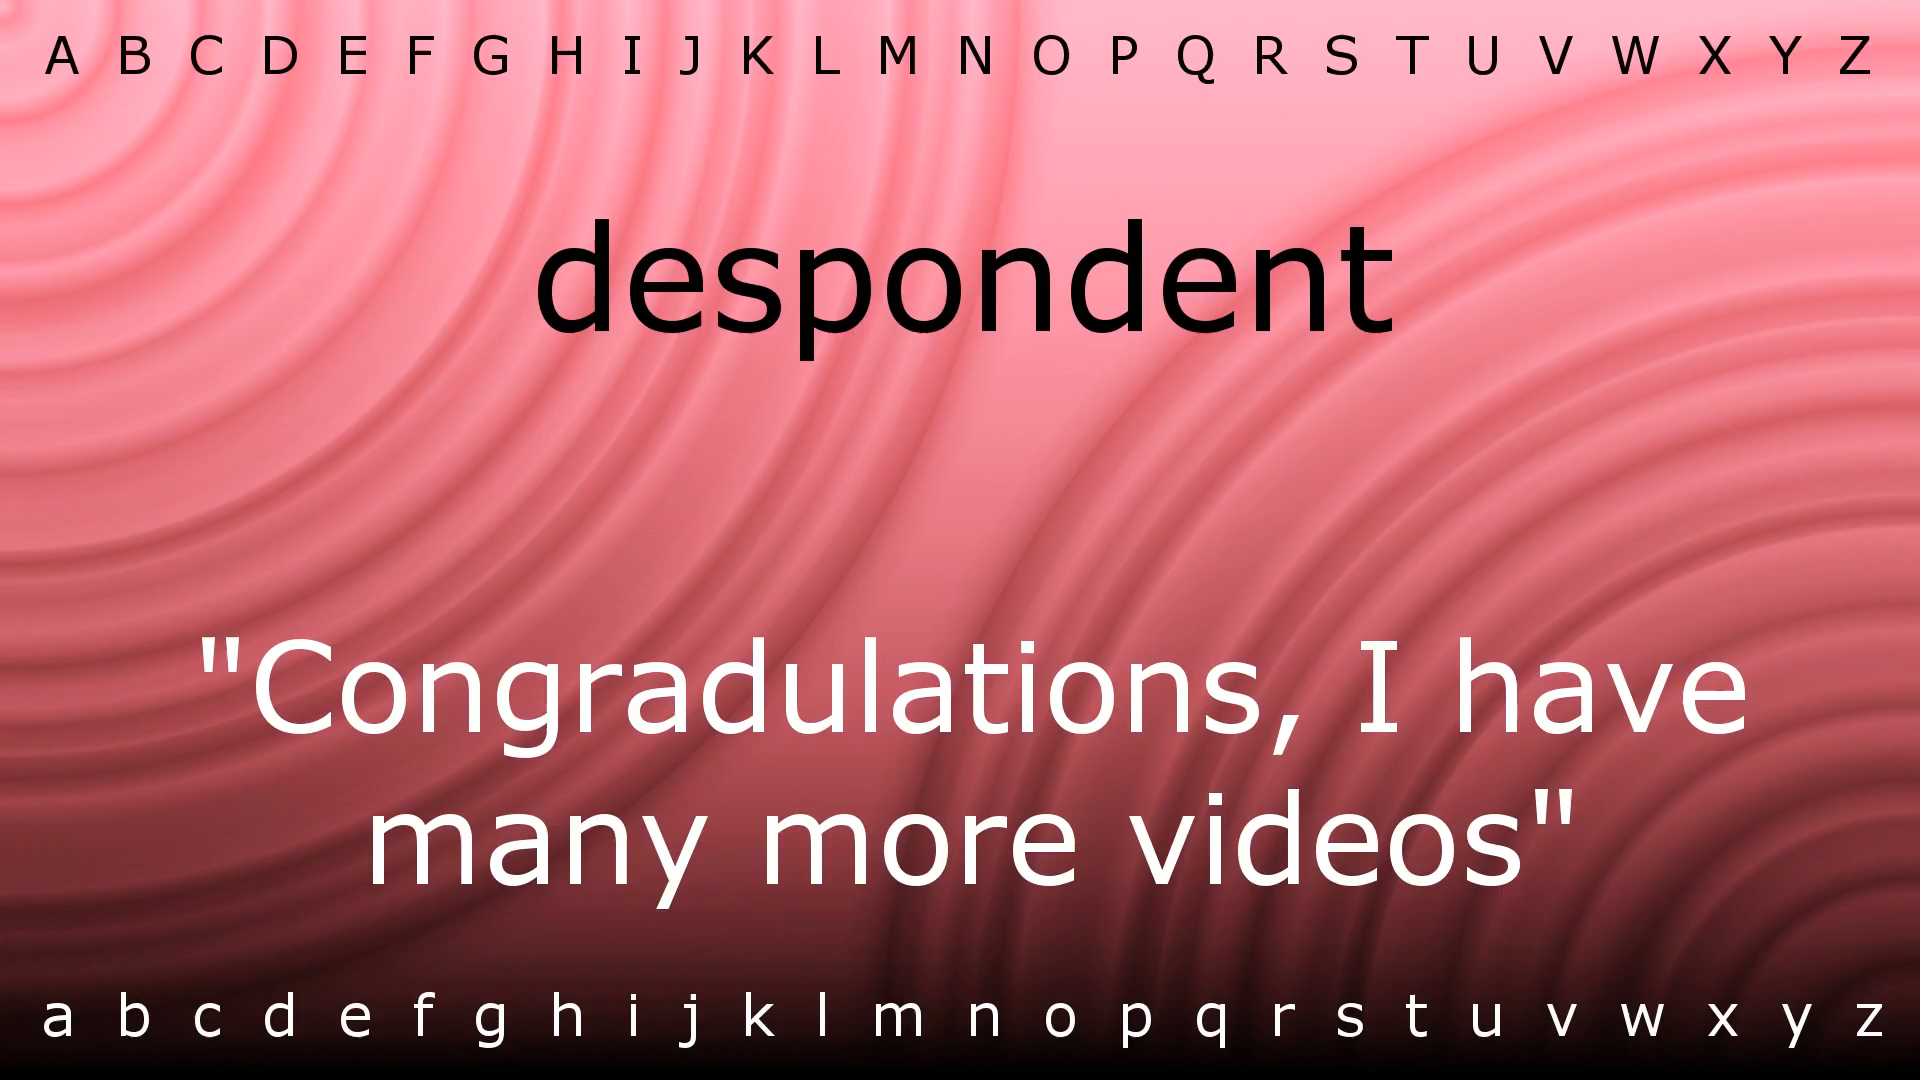 A B C D E F G H I J K L M N O P Q R S T U V W X Y Z
despondent
"Congradulations, I have
many more videos"
a b c d e f g h i j k l m n o p q r s t u v w x y z